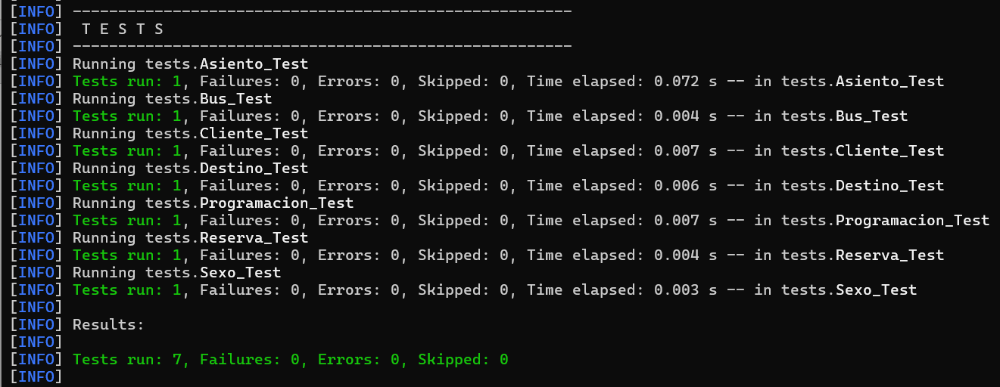 [INFO] -------------------------------------------------------
[INFO]  T E S T S
[INFO] -------------------------------------------------------
[INFO] Running tests.Asiento_Test
[INFO] Tests run: 1, Failures: 0, Errors: 0, Skipped: 0, Time elapsed: 0.072 s -- in tests.Asiento_Test
[INFO] Running tests.Bus_Test
[INFO] Tests run: 1, Failures: 0, Errors: 0, Skipped: 0, Time elapsed: 0.004 s -- in tests.Bus_Test
[INFO] Running tests.Cliente_Test
[INFO] Tests run: 1, Failures: 0, Errors: 0, Skipped: 0, Time elapsed: 0.007 s -- in tests.Cliente_Test
[INFO] Running tests.Destino_Test
[INFO] Tests run: 1, Failures: 0, Errors: 0, Skipped: 0, Time elapsed: 0.006 s -- in tests.Destino_Test
[INFO] Running tests.Programacion_Test
[INFO] Tests run: 1, Failures: 0, Errors: 0, Skipped: 0, Time elapsed: 0.007 s -- in tests.Programacion_Test
[INFO] Running tests.Reserva_Test
[INFO] Tests run: 1, Failures: 0, Errors: 0, Skipped: 0, Time elapsed: 0.004 s -- in tests.Reserva_Test
[INFO] Running tests.Sexo_Test
[INFO] Tests run: 1, Failures: 0, Errors: 0, Skipped: 0, Time elapsed: 0.003 s -- in tests.Sexo_Test
[INFO]
[INFO] Results:
[INFO]
[INFO] Tests run: 7, Failures: 0, Errors: 0, Skipped: 0
[INFO]